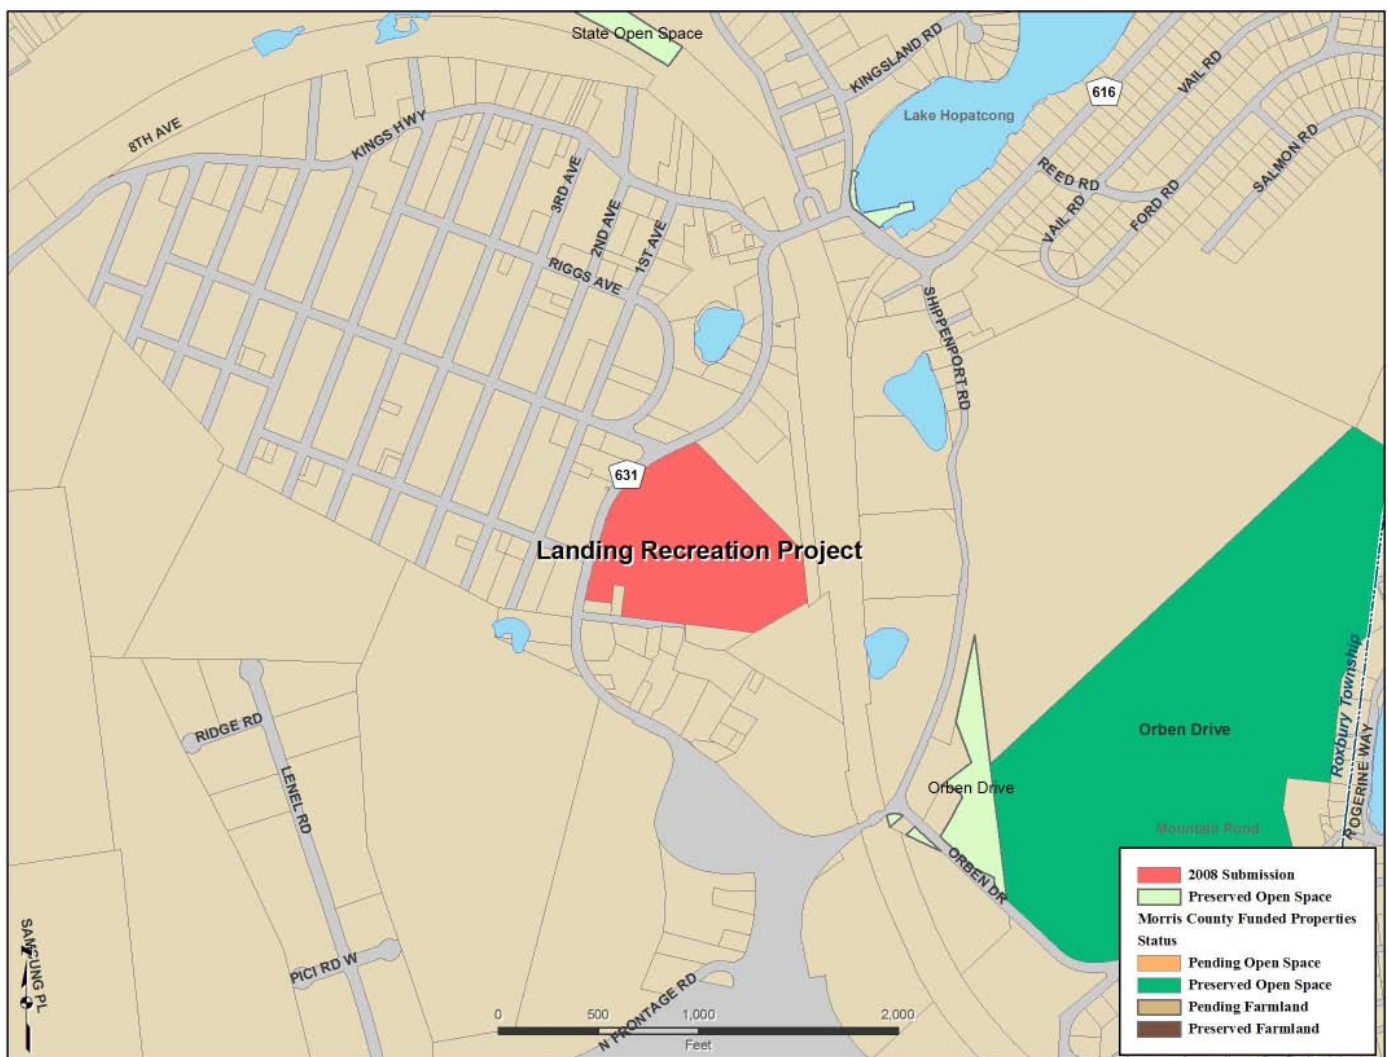 State Open Space
KINGSLAND RD
616
VAIL RD
Lake Hopatcong
8TH AVE
KINGS HWY
SALMON RD
REED RD
3RD AVE
FORD RD
VAIL RD
2ND AVE
1ST AVE
RIGGS AVE
SHIPPENPORT RD
631
Landing Recreation Project
Roxbury Township
RIDGE RD
Orben Drive
Orben Drive
LENEL RD
ROGERINE WAY
Mountain Pond
ORBEN DR
SAMSUNG PL
PICI RD W
N FRONTAGE RD
0 500 1,000 2,000
Feet
2008 Submission
Preserved Open Space
Morris County Funded Properties
Status
Pending Open Space
Preserved Open Space
Pending Farmland
Preserved Farmland